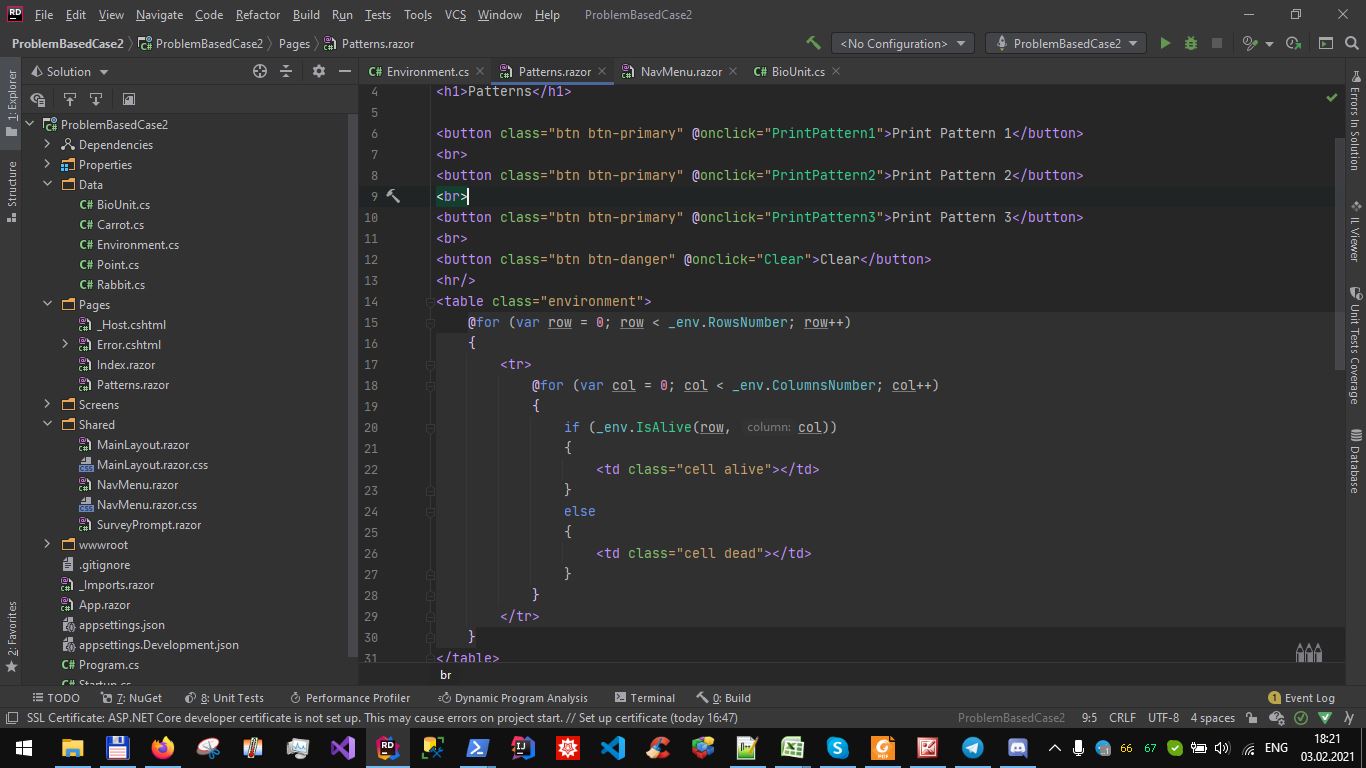 RD File Edit View Navigate Code Refactor Build Run Tests Tools VCS Window Help ProblemBasedCase2
ProblemBasedCase2 ProblemBasedCase2 Pages Patterns.razor <No Configuration> ProblemBasedCase2
Solution
Environment.cs Patterns.razor NavMenu.razor BioUnit.cs
1: Explorer
Structure
2: Favorites
ProblemBasedCase2
Dependencies
Properties
Data
C# BioUnit.cs
C# Carrot.cs
C# Environment.cs
C# Point.cs
C# Rabbit.cs
Pages
_Host.cshtml
Error.cshtml
Index.razor
Patterns.razor
Screens
Shared
MainLayout.razor
MainLayout.razor.css
NavMenu.razor
NavMenu.razor.css
SurveyPrompt.razor
wwwroot
.gitignore
_Imports.razor
App.razor
appsettings.json
appsettings.Development.json
C# Program.cs
C# Startup.cs
4 <h1>Patterns</h1>
5
6 <button class="btn btn-primary" @onclick="PrintPattern1">Print Pattern 1</button>
7 <br>
8 <button class="btn btn-primary" @onclick="PrintPattern2">Print Pattern 2</button>
9 <br>
10 <button class="btn btn-primary" @onclick="PrintPattern3">Print Pattern 3</button>
11 <br>
12 <button class="btn btn-danger" @onclick="Clear">Clear</button>
13 <hr/>
14 <table class="environment">
15 @for (var row = 0; row < _env.RowsNumber; row++)
16 {
17 <tr>
18 @for (var col = 0; col < _env.ColumnsNumber; col++)
19 {
20 if (_env.IsAlive(row, column: col))
21 {
22 <td class="cell alive"></td>
23 }
24 else
25 {
26 <td class="cell dead"></td>
27 }
28 }
29 </tr>
30 }
31 </table>
br
Errors In Solution
IL Viewer
Unit Tests Coverage
Database
TODO 7: NuGet 8: Unit Tests Performance Profiler Dynamic Program Analysis Terminal 0: Build 1 Event Log
SSL Certificate: ASP.NET Core developer certificate is not set up. This may cause errors on project start. // Set up certificate (today 16:47) ProblemBasedCase2 9:5 CRLF UTF-8 4 spaces
66 67 ENG 18:21
03.02.2021